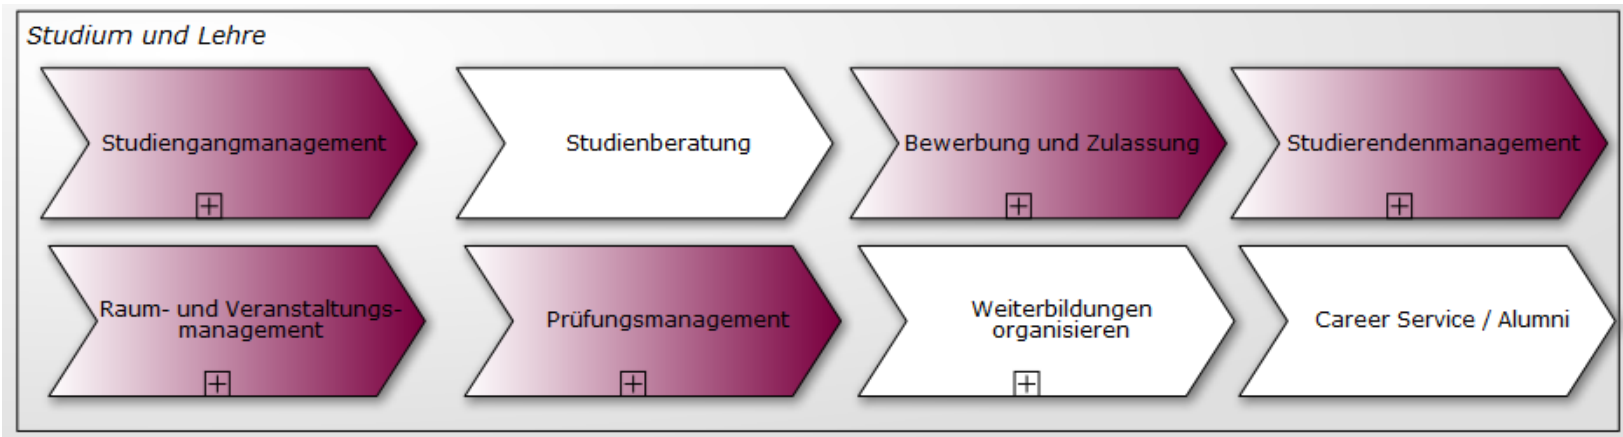 Studium und Lehre
Studiengangmanagement
Studienberatung
Bewerbung und Zulassung
Studierendenmanagement
Raum- und Veranstaltungs-
management
Prüfungsmanagement
Weiterbildungen
organisieren
Career Service / Alumni